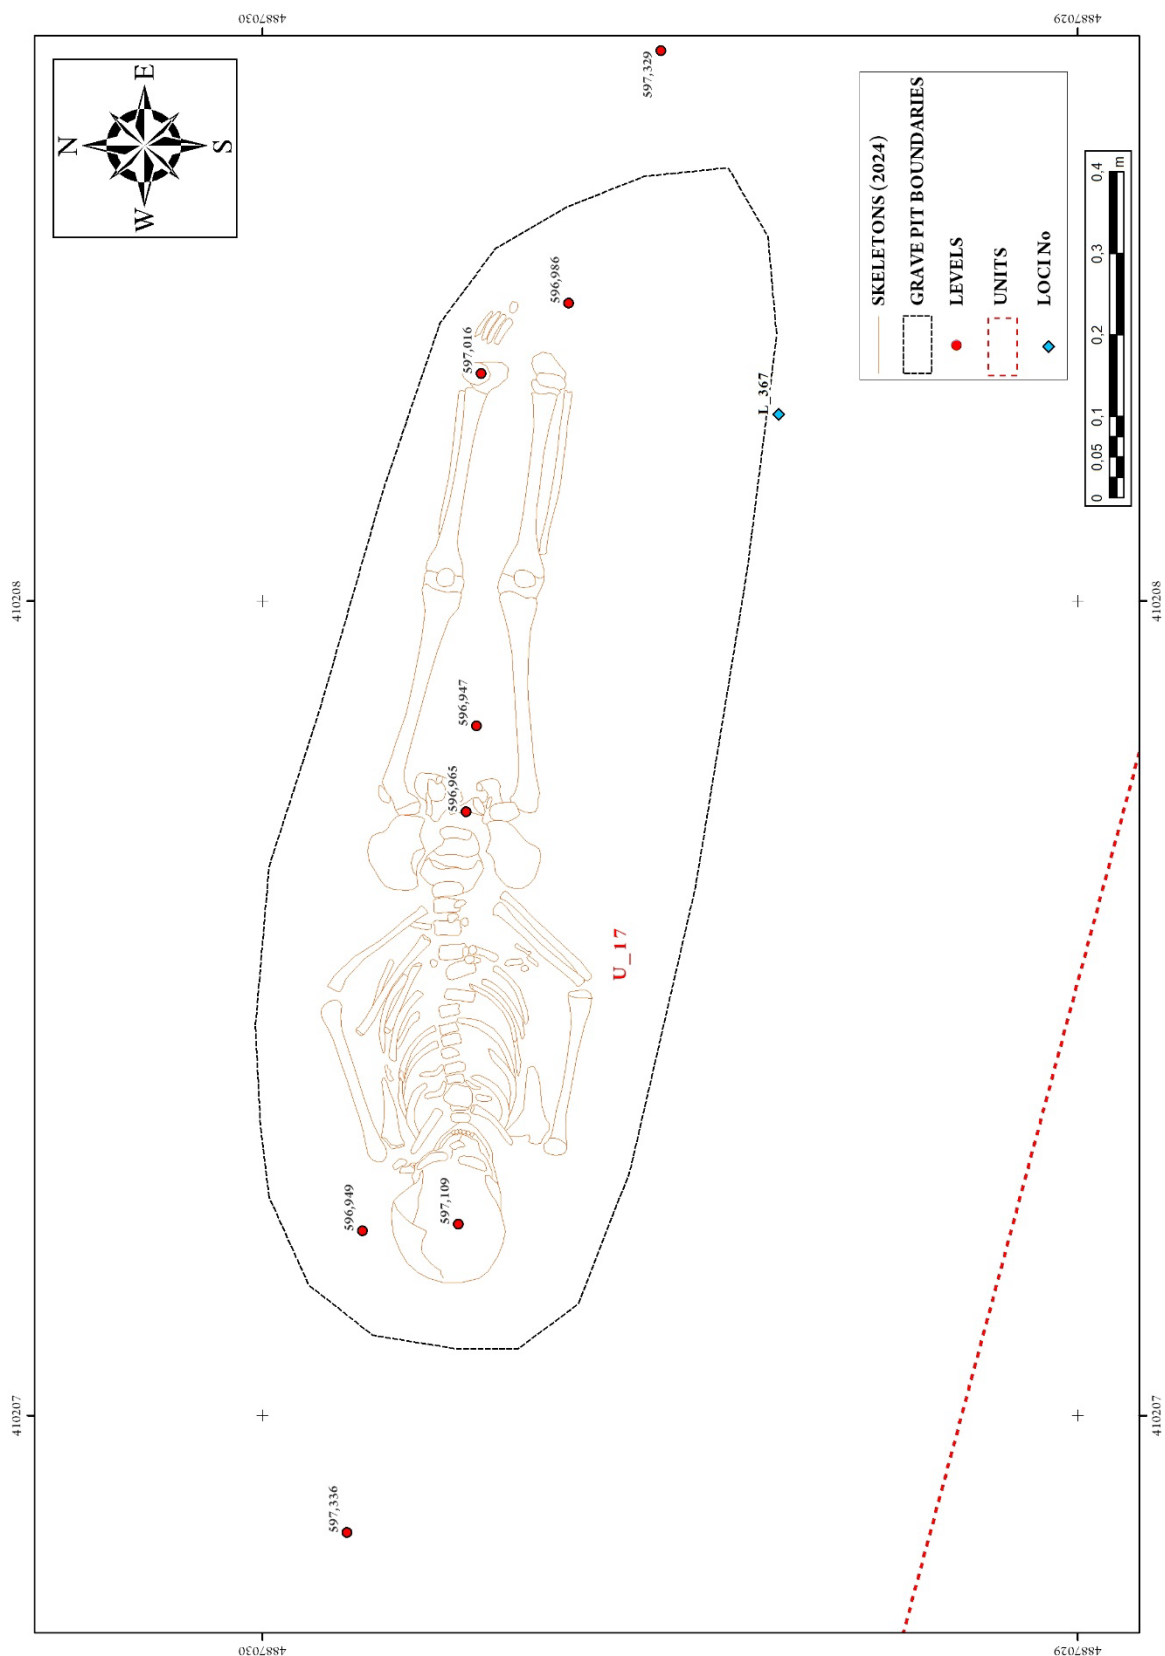 N
W
E
S
4887030
4887029
410208
410207
597,329
596,986
597,016
L_367
596,947
596,965
U_17
596,949
597,109
597,336
SKELETONS (2024)
GRAVE PIT BOUNDARIES
LEVELS
UNITS
LOCI No
0 0,05 0,1 0,2 0,3 0,4
m
410208
410207
4887030
4887029